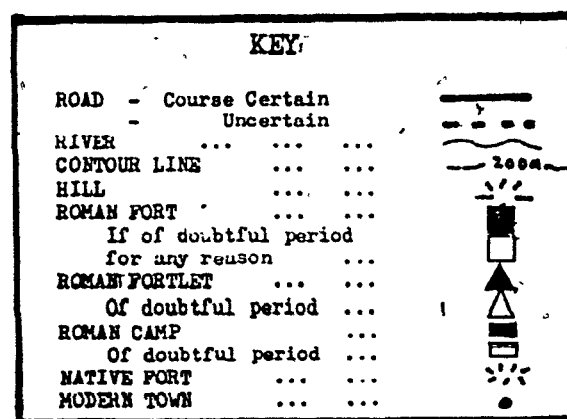 KEY
ROAD - Course Certain
- Uncertain
RIVER ... ... ...
CONTOUR LINE ... ... 200m
HILL ... ...
ROMAN FORT ... ...
If of doubtful period
for any reason ...
ROMAN FORTLET ... ...
Of doubtful period ...
ROMAN CAMP ...
Of doubtful period ...
NATIVE FORT ... ...
MODERN TOWN ... ...